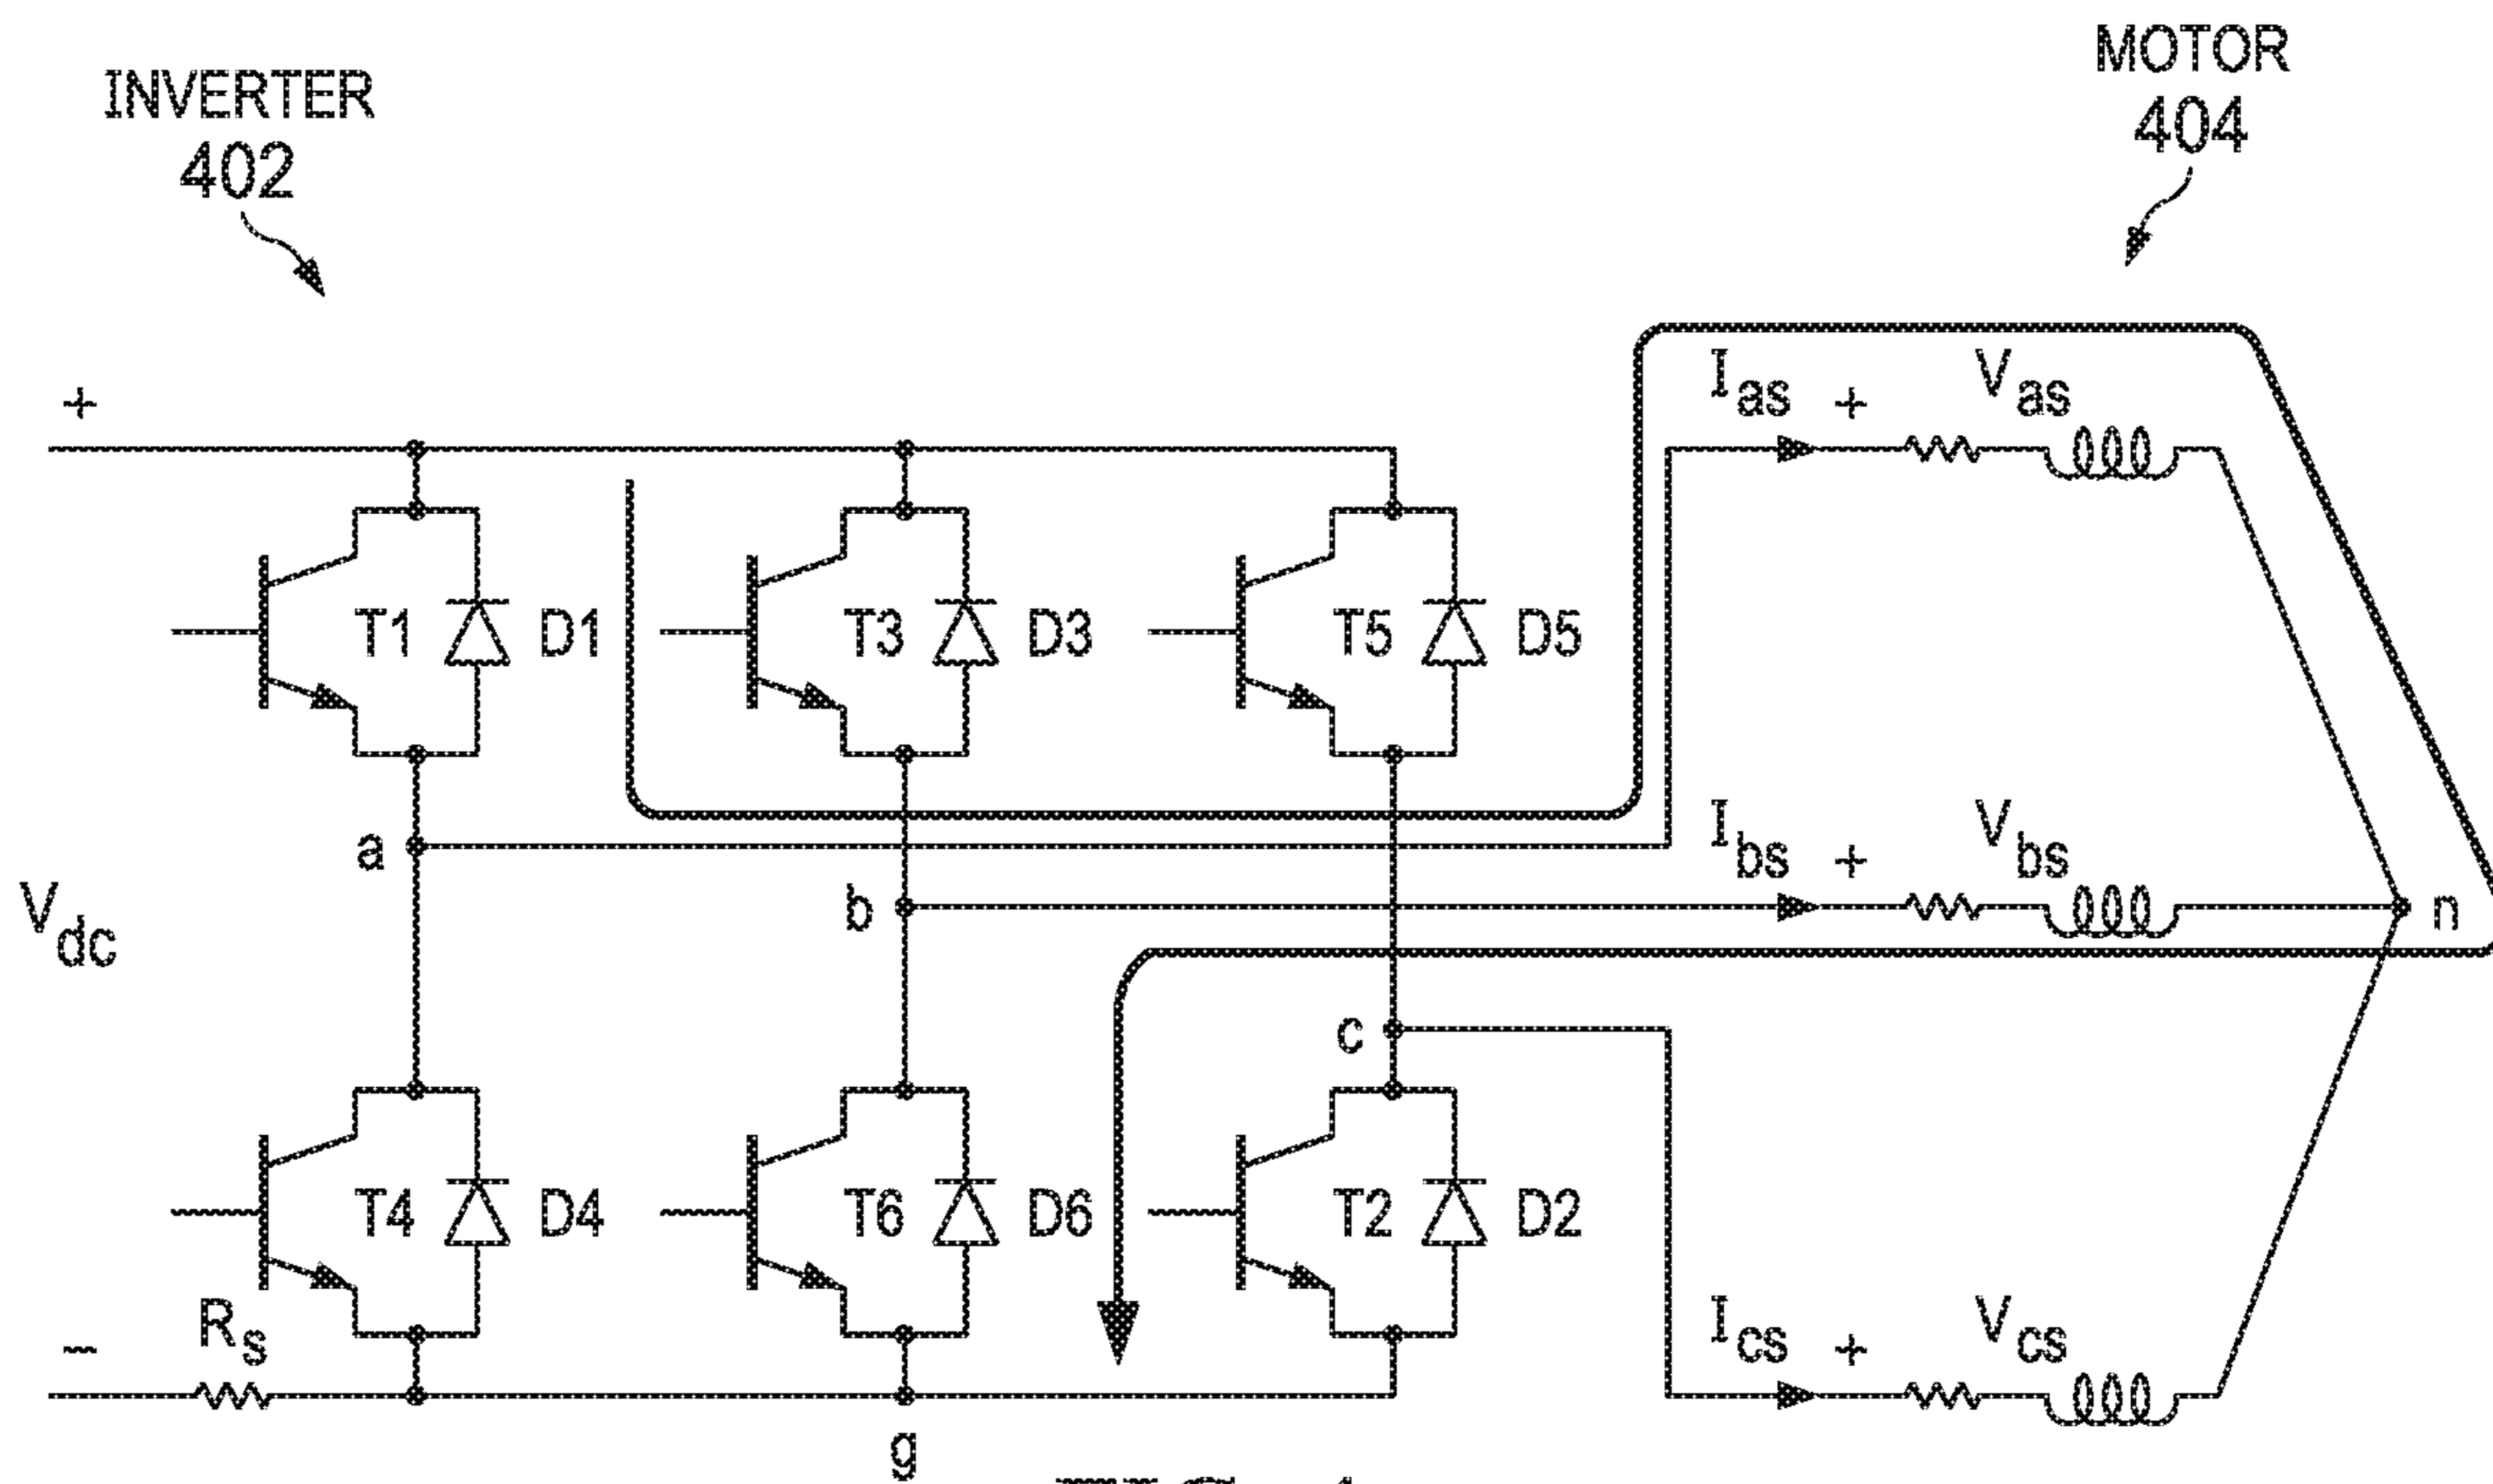 INVERTER
402
MOTOR
404
+
Ias + Vas
T1 D1 T3 D3 T5 D5
a
Ibs + Vbs
b
n
Vdc
c
T4 D4 T6 D6 T2 D2
Rs
−
Ics + Vcs
g